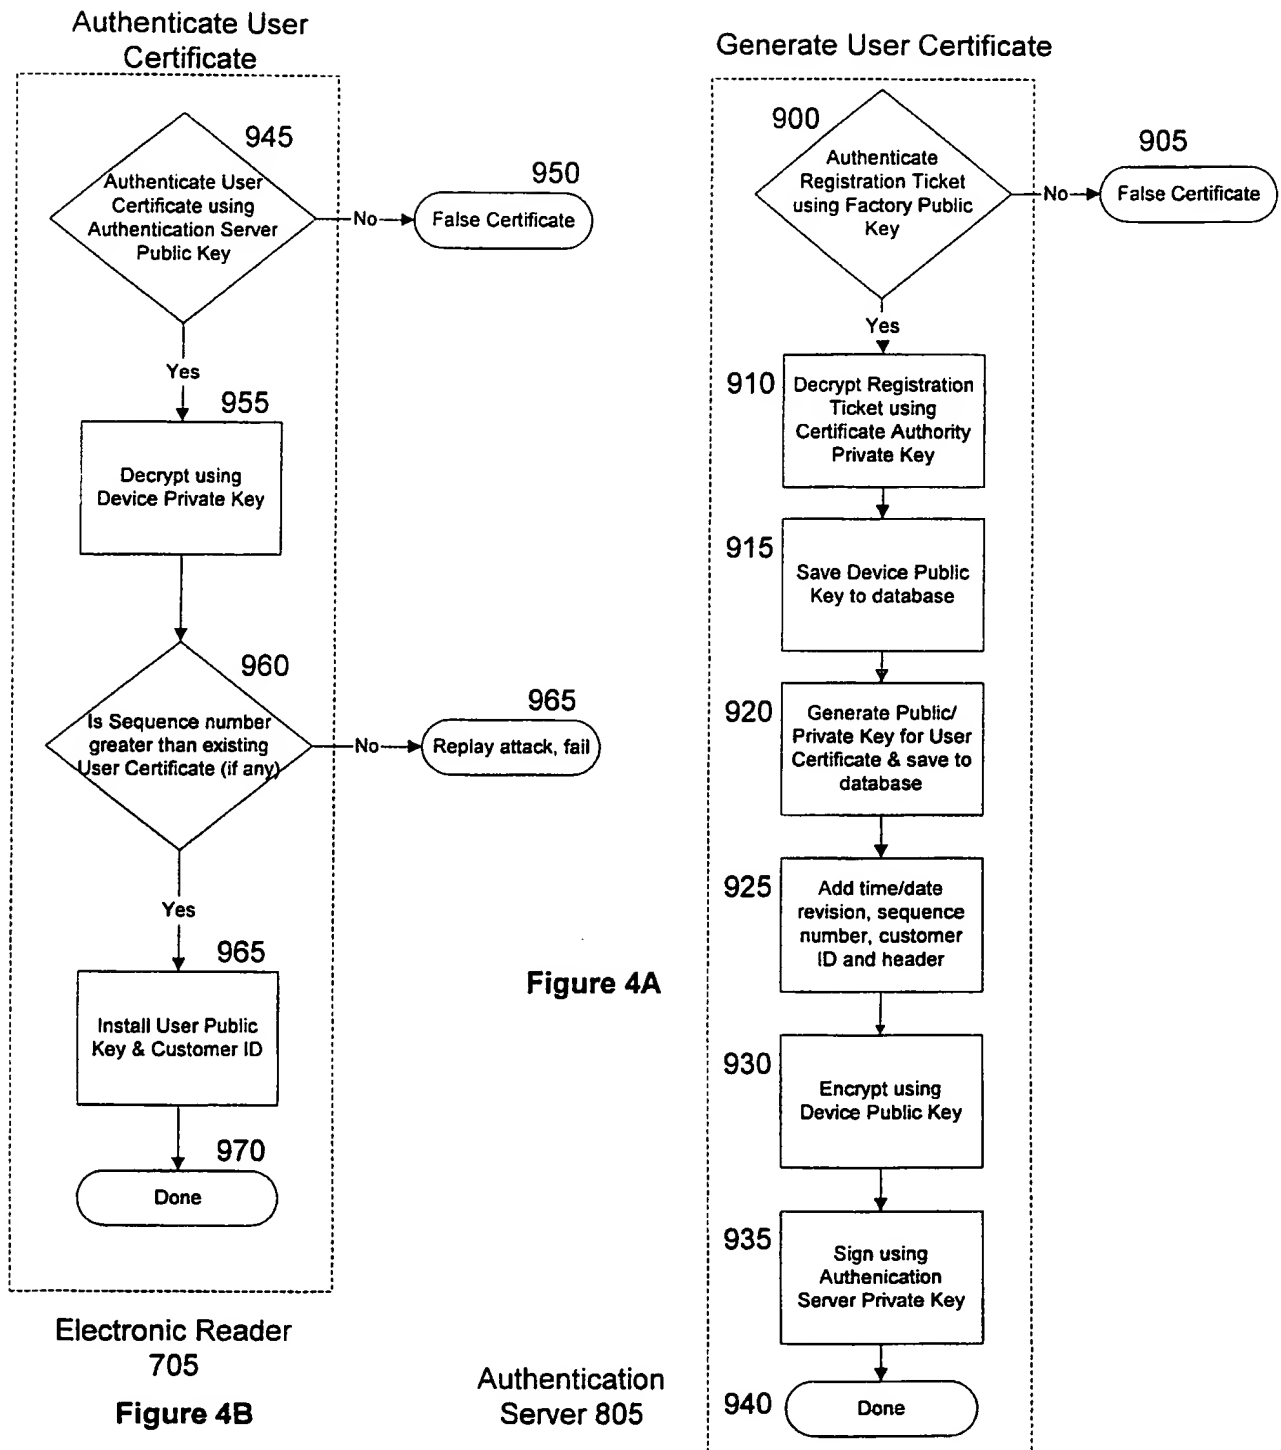 Authenticate User
Certificate
945
Authenticate User
Certificate using
Authentication Server
Public Key
No
950
False Certificate
Yes
955
Decrypt using
Device Private Key
960
Is Sequence number
greater than existing
User Certificate (if any)
No
965
Replay attack, fail
Yes
965
Install User Public
Key & Customer ID
970
Done
Electronic Reader
705
Figure 4B
Generate User Certificate
900
Authenticate
Registration Ticket
using Factory Public
Key
No
905
False Certificate
Yes
910
Decrypt Registration
Ticket using
Certificate Authority
Private Key
915
Save Device Public
Key to database
920
Generate Public/
Private Key for User
Certificate & save to
database
925
Add time/date
revision, sequence
number, customer
ID and header
Figure 4A
930
Encrypt using
Device Public Key
935
Sign using
Authenication
Server Private Key
940
Done
Authentication
Server 805